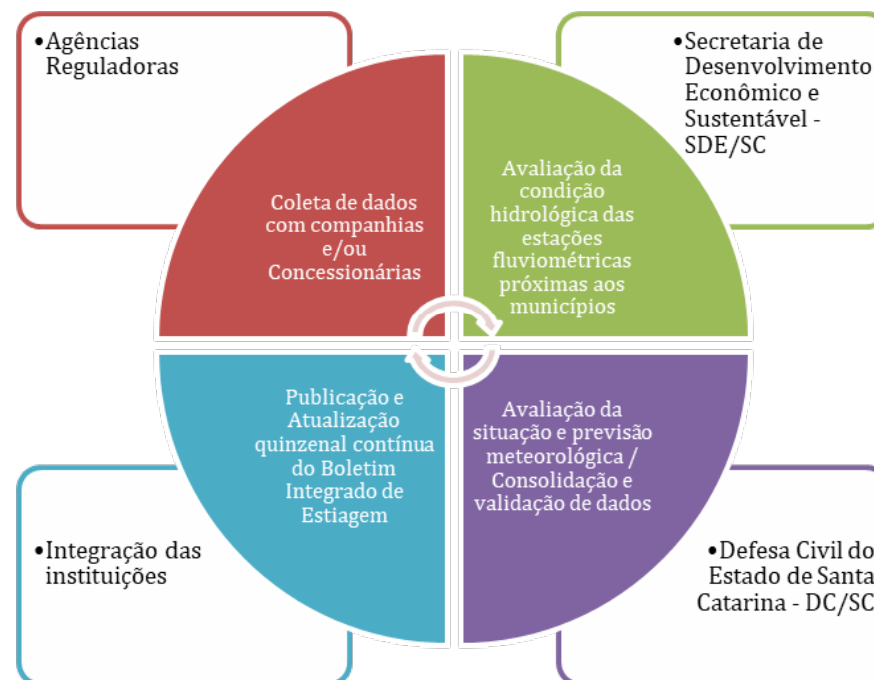 •Agências
Reguladoras
•Secretaria de
Desenvolvimento
Econômico e
Sustentável -
SDE/SC
Coleta de dados
com companhias
e/ou
Concessionárias
Avaliação da
condição
hidrológica das
estações
fluviométricas
próximas aos
municípios
Publicação e
Atualização
quinzenal contínua
do Boletim
Integrado de
Estiagem
Avaliação da
situação e previsão
meteorológica /
Consolidação e
validação de dados
•Integração das
instituições
•Defesa Civil do
Estado de Santa
Catarina - DC/SC